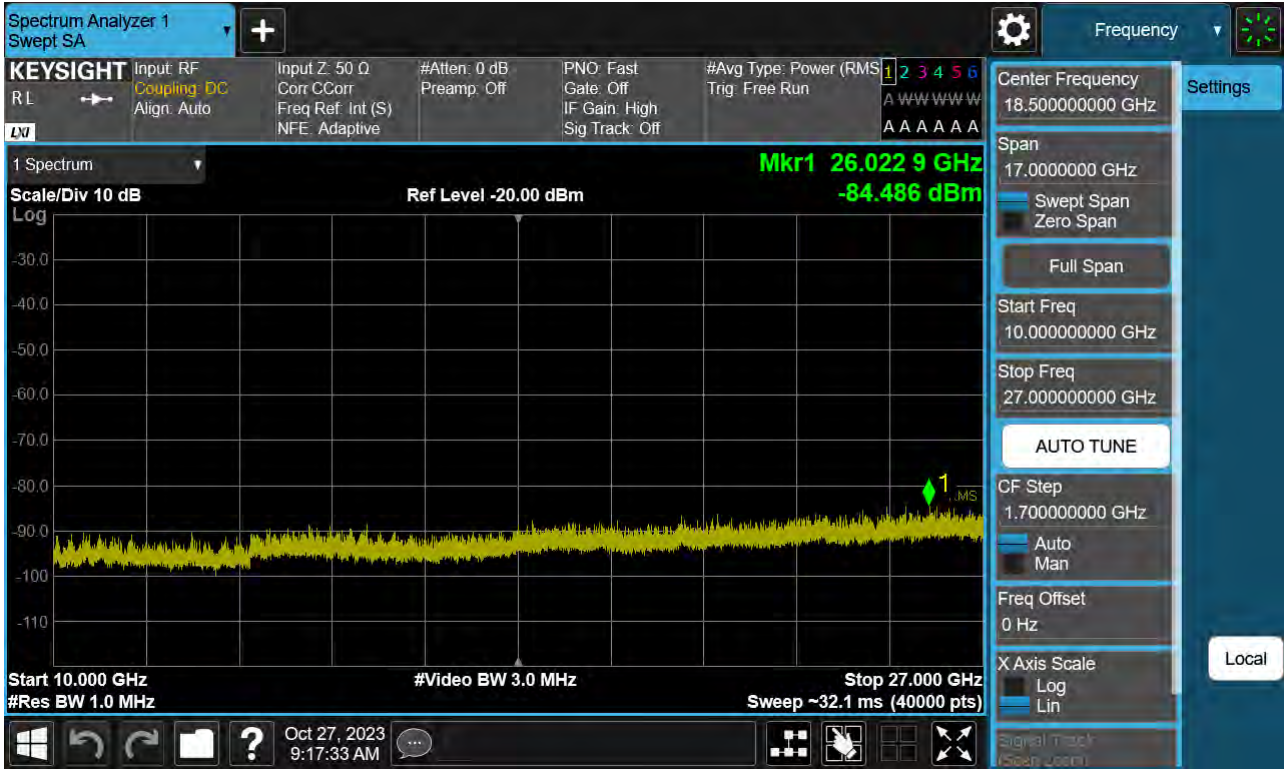 Spectrum Analyzer 1
Swept SA
Frequency
KEYSIGHT
R L
LXI
Input: RF
Coupling: DC
Align: Auto
Input Z: 50 Ω
Corr CCorr
Freq Ref: Int (S)
NFE: Adaptive
#Atten: 0 dB
Preamp: Off
PNO: Fast
Gate: Off
IF Gain: High
Sig Track: Off
#Avg Type: Power (RMS
Trig: Free Run
1 2 3 4 5 6
A W W W W W
A A A A A A
1 Spectrum
Scale/Div 10 dB
Log
Ref Level -20.00 dBm
Mkr1 26.022 9 GHz
-84.486 dBm
-30.0
-40.0
-50.0
-60.0
-70.0
-80.0
-90.0
-100
-110
1
MS
Start 10.000 GHz
#Res BW 1.0 MHz
#Video BW 3.0 MHz
Stop 27.000 GHz
Sweep ~32.1 ms (40000 pts)
Center Frequency
18.500000000 GHz
Span
17.0000000 GHz
Swept Span
Zero Span
Full Span
Start Freq
10.000000000 GHz
Stop Freq
27.000000000 GHz
AUTO TUNE
CF Step
1.700000000 GHz
Auto
Man
Freq Offset
0 Hz
X Axis Scale
Log
Lin
Signal Track
(Span Zoom)
Settings
Local
?
Oct 27, 2023
9:17:33 AM